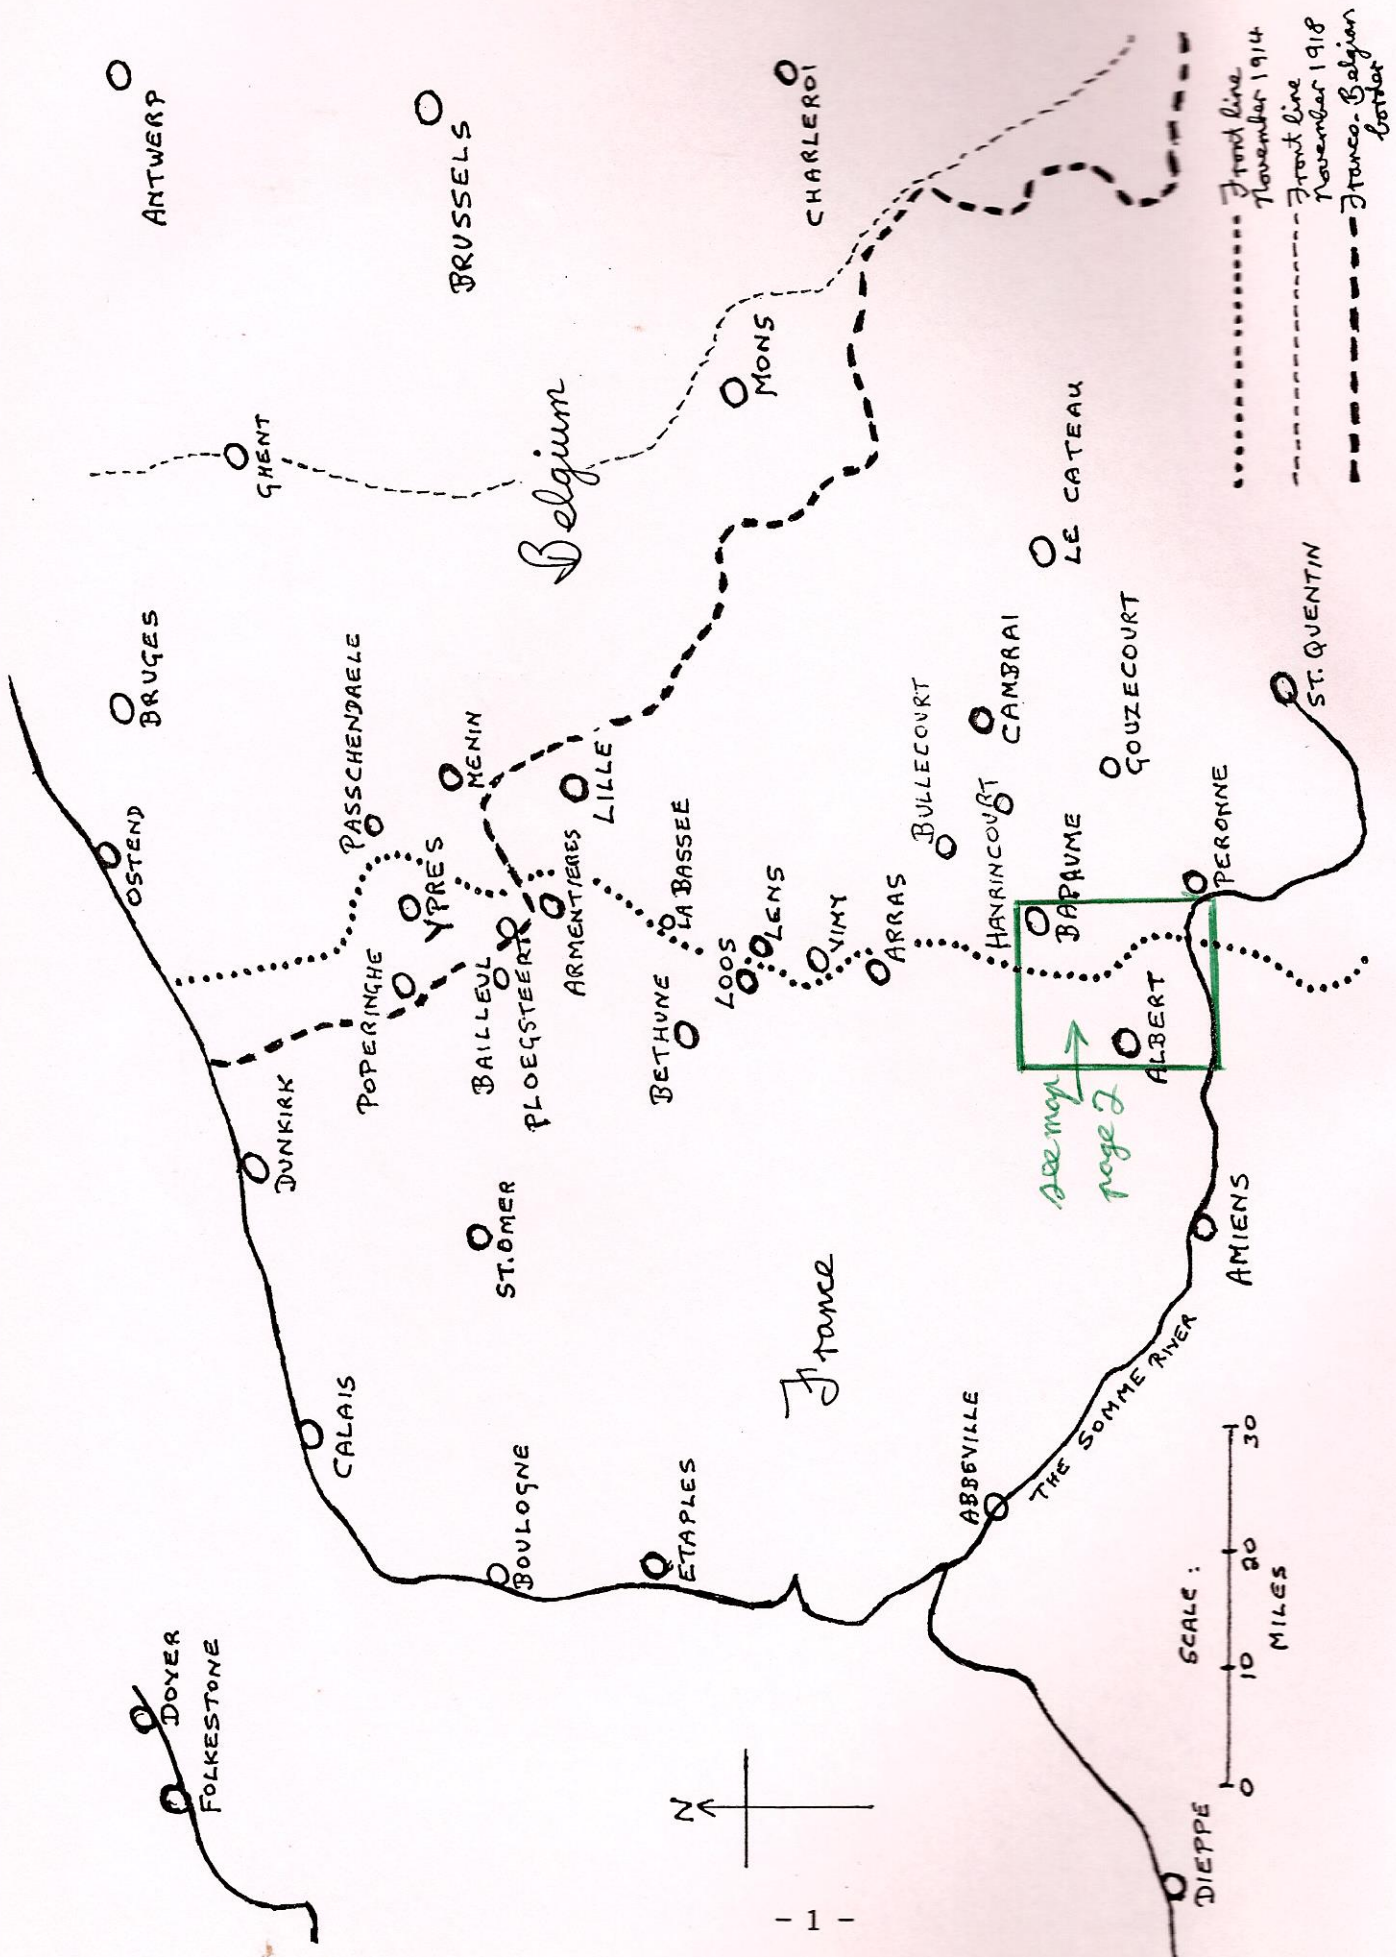 ANTWERP
BRUSSELS
CHARLEROI
GHENT
MONS
Belgium
LE CATEAU
BRUGES
OSTEND
PASSCHENDAELE
MENIN
YPRES
LILLE
POPERINGHE
BAILLEUL
PLOEGSTEERT
ARMENTIERES
LA BASSEE
BETHUNE
LOOS
LENS
VIMY
ARRAS
BULLECOURT
HAVRINCOURT
CAMBRAI
GOUZECOURT
BAPAUME
PERONNE
ST. QUENTIN
ALBERT
see map
page 2
DUNKIRK
ST. OMER
CALAIS
BOULOGNE
ETAPLES
France
AMIENS
ABBEVILLE
THE SOMME RIVER
DOVER
FOLKESTONE
DIEPPE
N
SCALE:
0 10 20 30
MILES
Front line
November 1914
Front line
November 1918
Franco-Belgian
border
- 1 -